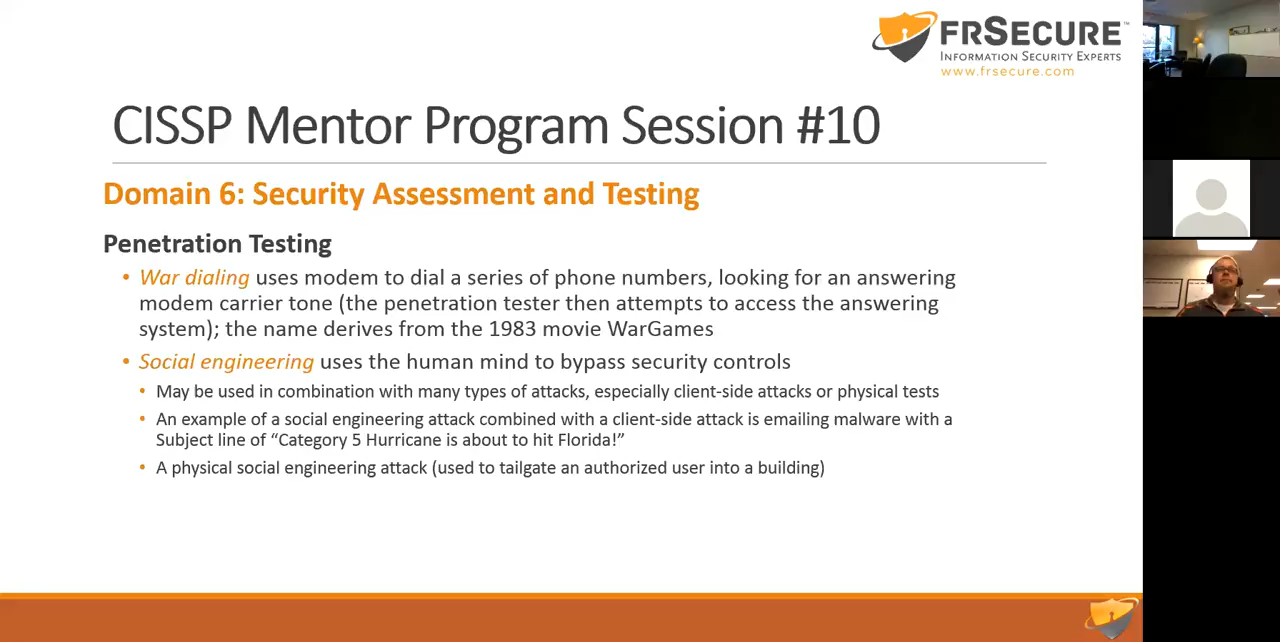 FRSECURE™
INFORMATION SECURITY EXPERTS
www.frsecure.com
CISSP Mentor Program Session #10
Domain 6: Security Assessment and Testing
Penetration Testing
• War dialing uses modem to dial a series of phone numbers, looking for an answering
modem carrier tone (the penetration tester then attempts to access the answering
system); the name derives from the 1983 movie WarGames
• Social engineering uses the human mind to bypass security controls
• May be used in combination with many types of attacks, especially client-side attacks or physical tests
• An example of a social engineering attack combined with a client-side attack is emailing malware with a
Subject line of “Category 5 Hurricane is about to hit Florida!”
• A physical social engineering attack (used to tailgate an authorized user into a building)